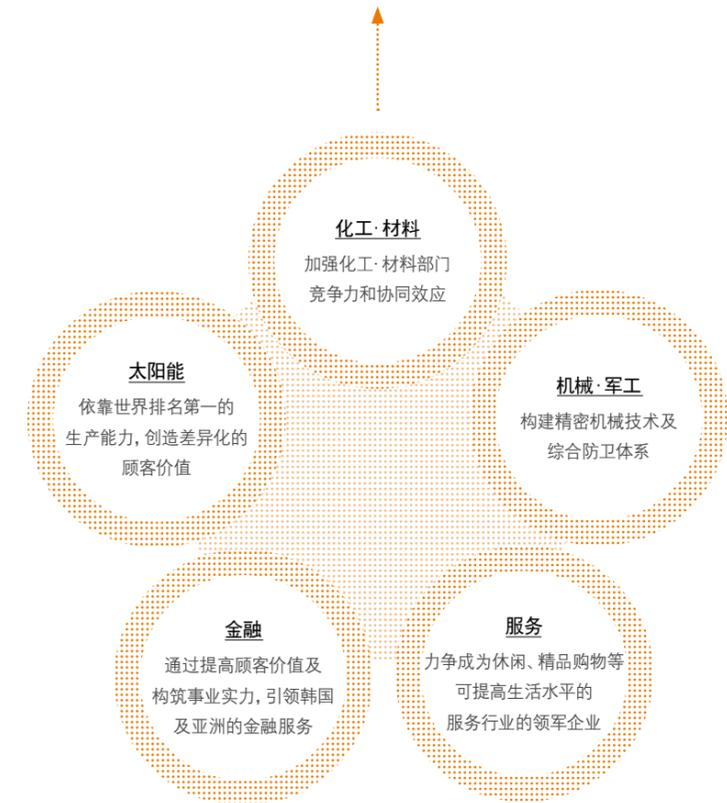 化工·材料
加强化工·材料部门
竞争力和协同效应
太阳能
依靠世界排名第一的
生产能力，创造差异化的
顾客价值
机械·军工
构建精密机械技术及
综合防卫体系
金融
通过提高顾客价值及
构筑事业实力，引领韩国
及亚洲的金融服务
服务
力争成为休闲、精品购物等
可提高生活水平的
服务行业的领军企业